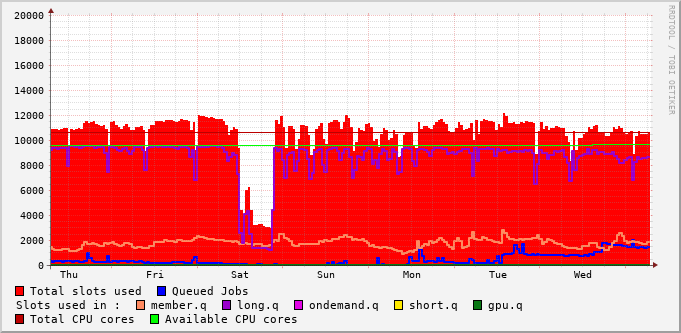 20000
18000
16000
14000
12000
10000
8000
6000
4000
2000
0
Thu Fri Sat Sun Mon Tue Wed
RRDTOOL / TOBI OETIKER
Total slots used Queued Jobs
Slots used in : member.q long.q ondemand.q short.q gpu.q
Total CPU cores Available CPU cores